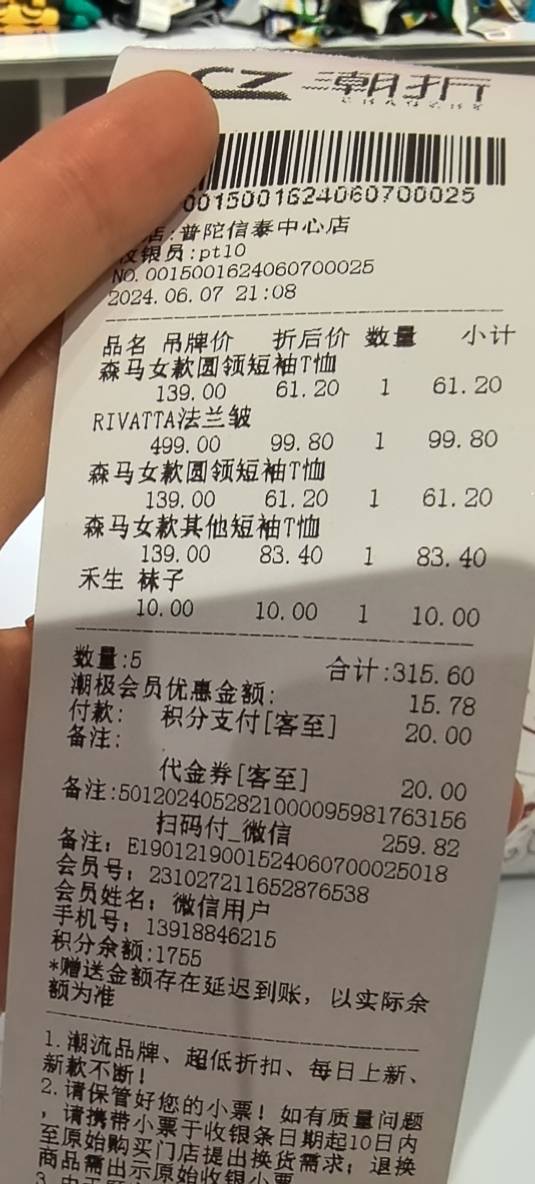 CZ 潮折
0015001624060700025
店:普陀信泰中心店
收银员:pt10
NO.0015001624060700025
2024.06.07 21:08
品名 吊牌价 折后价 数量 小计
森马女款圆领短袖T恤
139.00 61.20 1 61.20
RIVATTA法兰皱
499.00 99.80 1 99.80
森马女款圆领短袖T恤
139.00 61.20 1 61.20
森马女款其他短袖T恤
139.00 83.40 1 83.40
禾生 袜子
10.00 10.00 1 10.00
数量:5 合计:315.60
潮极会员优惠金额: 15.78
付款: 积分支付[客至] 20.00
备注:
代金券[客至] 20.00
备注:5012024052821000095981763156
扫码付_微信 259.82
备注: E1901219001524060700025018
会员号: 231027211652876538
会员姓名: 微信用户
手机号: 13918846215
积分余额:1755
*赠送金额存在延迟到账, 以实际余
额为准
1.潮流品牌、超低折扣、每日上新、
新款不断!
2.请保管好您的小票! 如有质量问题
, 请携带小票于收银条日期起10日内
至原始购买门店提出换货需求; 退换
商品需出示原始收银小票